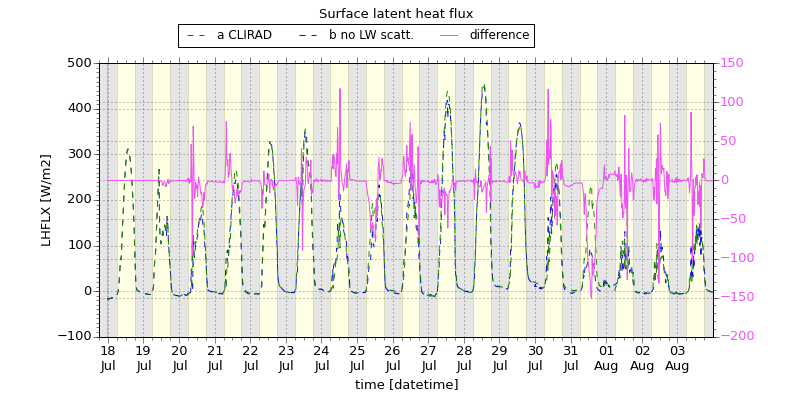 Surface latent heat flux
a CLIRAD b no LW scatt. difference
500 150
400 100
300 50
200 0
100 −50
0 −100
−100 −150
−200
LHFLX [W/m2]
18 19 20 21 22 23 24 25 26 27 28 29 30 31 01 02 03
Jul Jul Jul Jul Jul Jul Jul Jul Jul Jul Jul Jul Jul Jul Aug Aug Aug
time [datetime]